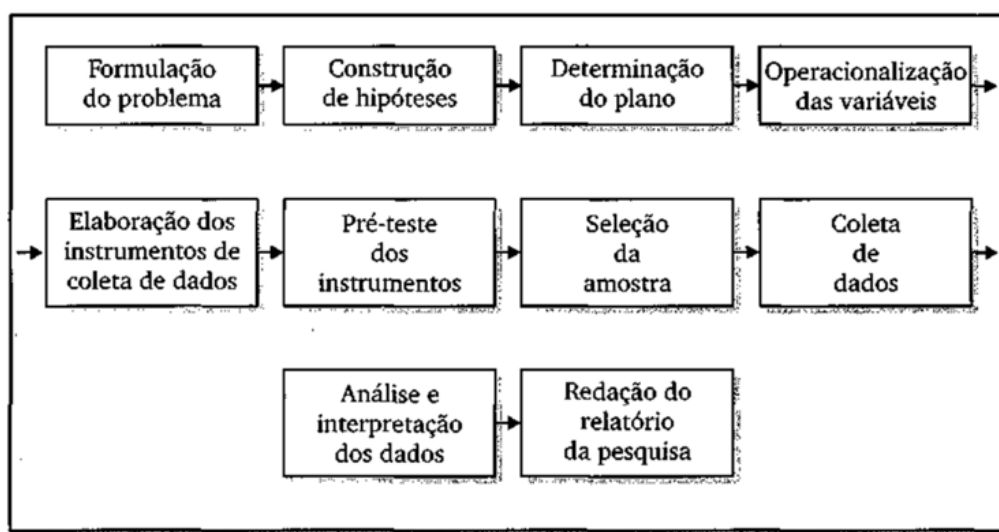 Formulação
do problema
Construção
de hipóteses
Determinação
do plano
Operacionalização
das variáveis
Elaboração dos
instrumentos de
coleta de dados
Pré-teste
dos
instrumentos
Seleção
da
amostra
Coleta
de
dados
Análise e
interpretação
dos dados
Redação do
relatório
da pesquisa